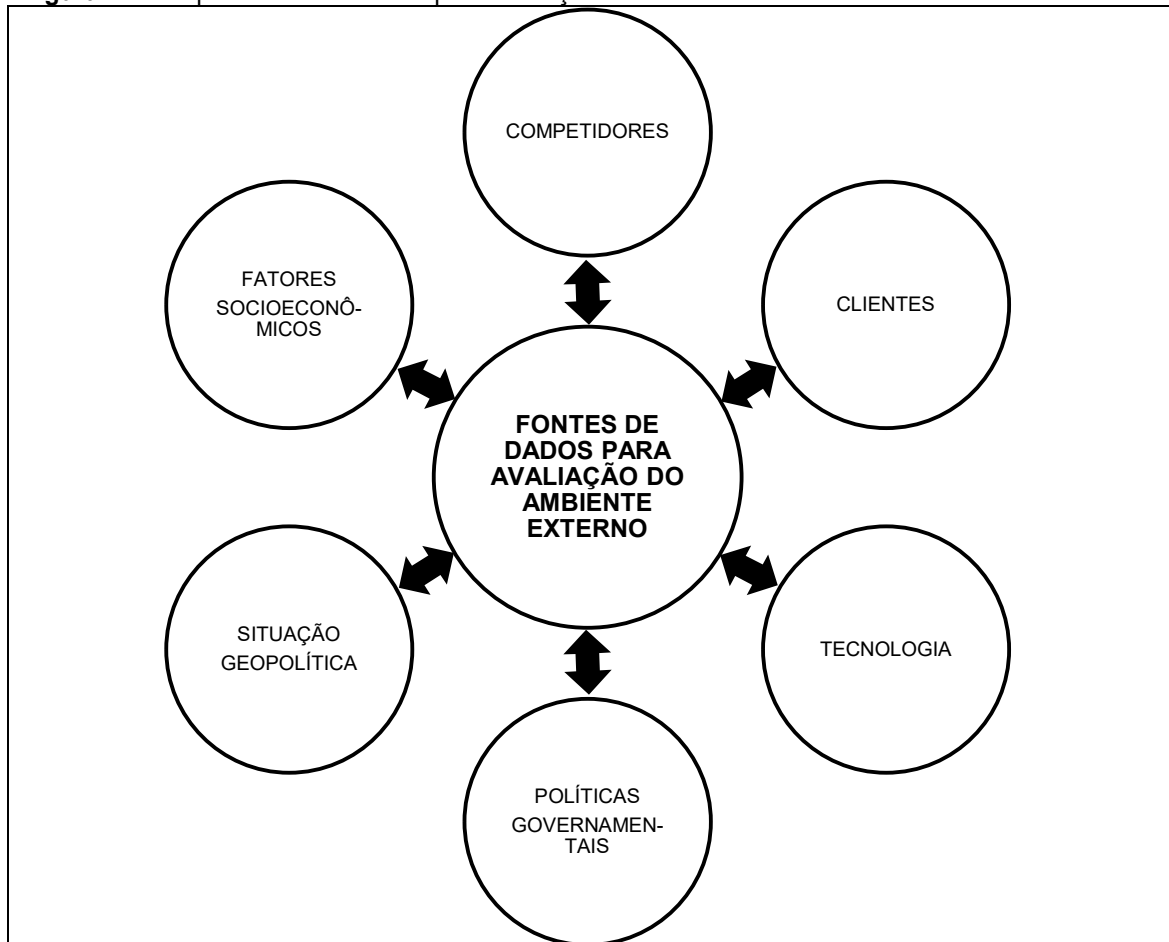 COMPETIDORES
FATORES
SOCIOECONÔ-
MICOS
CLIENTES
FONTES DE
DADOS PARA
AVALIAÇÃO DO
AMBIENTE
EXTERNO
SITUAÇÃO
GEOPOLÍTICA
TECNOLOGIA
POLÍTICAS
GOVERNAMEN-
TAIS